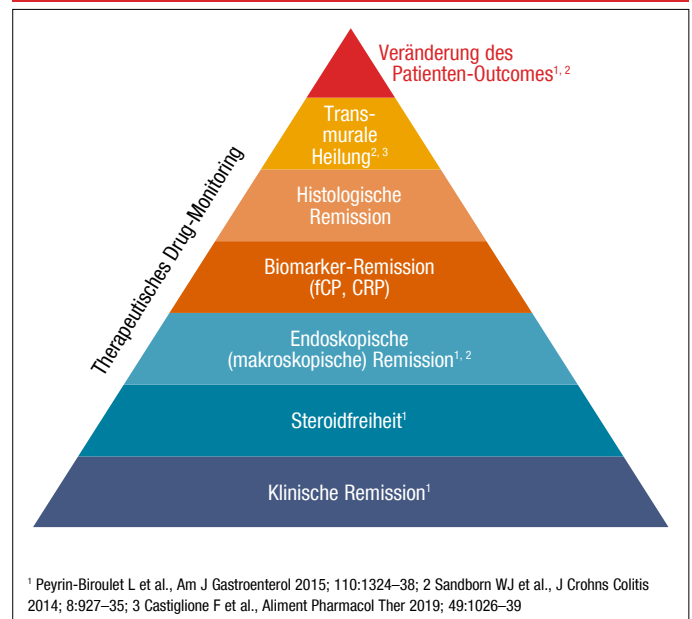 Veränderung des
Patienten-Outcomes1, 2
Trans-
murale
Heilung2, 3
Therapeutisches Drug-Monitoring
Histologische
Remission
Biomarker-Remission
(fCP, CRP)
Endoskopische
(makroskopische) Remission1, 2
Steroidfreiheit1
Klinische Remission1
1 Peyrin-Biroulet L et al., Am J Gastroenterol 2015; 110:1324–38; 2 Sandborn WJ et al., J Crohns Colitis
2014; 8:927–35; 3 Castiglione F et al., Aliment Pharmacol Ther 2019; 49:1026–39